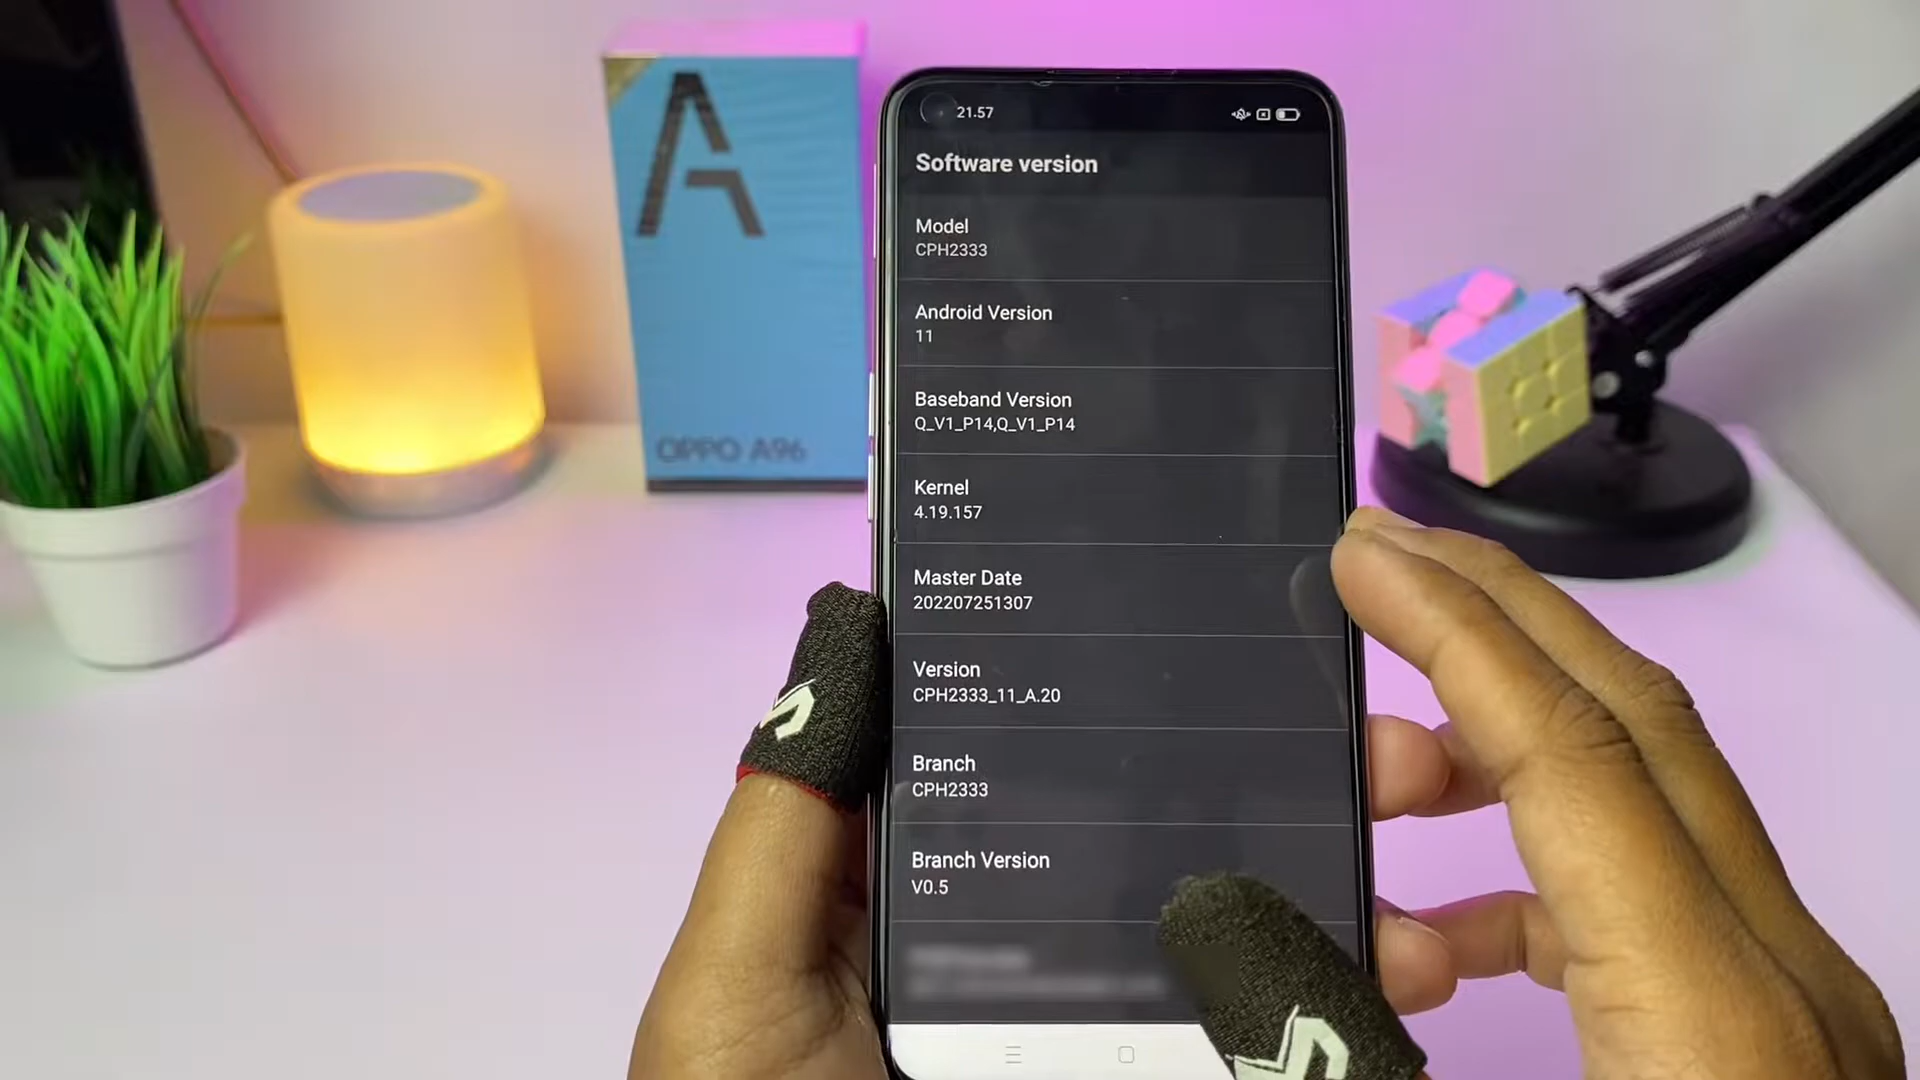 A
OPPO A96
21.57
Software version
Model
CPH2333
Android Version
11
Baseband Version
Q_V1_P14,Q_V1_P14
Kernel
4.19.157
Master Date
202207251307
Version
CPH2333_11_A.20
Branch
CPH2333
Branch Version
V0.5